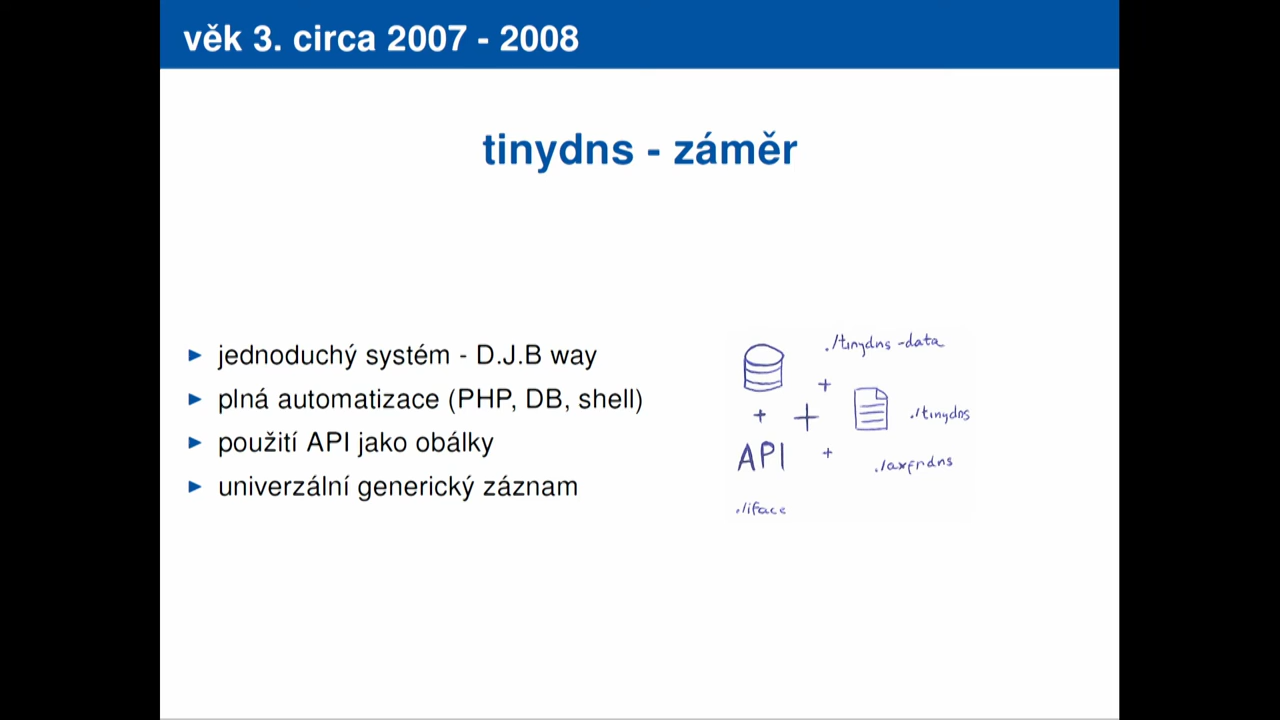 věk 3. circa 2007 - 2008
tinydns - záměr
jednoduchý systém - D.J.B way
plná automatizace (PHP, DB, shell)
použití API jako obálky
univerzální generický záznam
./tinydns-data
+
+
+
./tinydns
API
+
./axfrdns
./iface